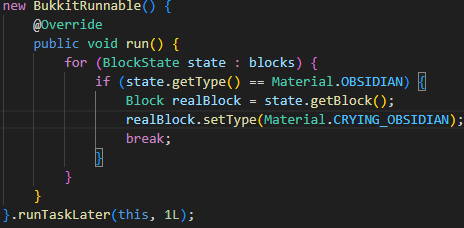 new BukkitRunnable() {
    @Override
    public void run() {
        for (BlockState state : blocks) {
            if (state.getType() == Material.OBSIDIAN) {
                Block realBlock = state.getBlock();
                realBlock.setType(Material.CRYING_OBSIDIAN);
                break;
            }
        }
    }
}.runTaskLater(this, 1L);